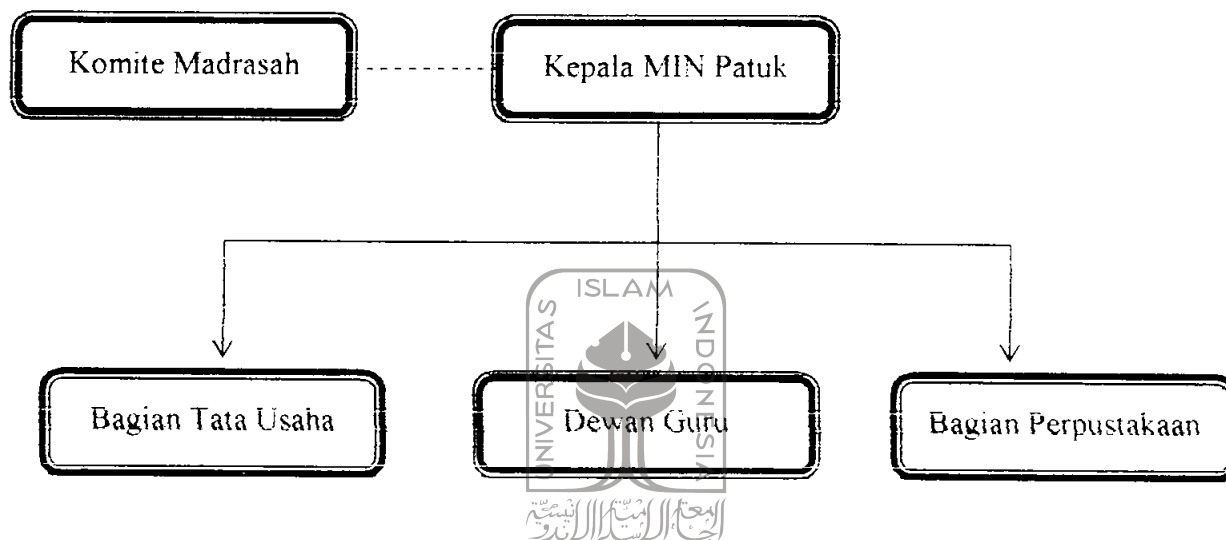 Komite Madrasah
Kepala MIN Patuk
UNIVERSITAS ISLAM INDONESIA
Bagian Tata Usaha
Dewan Guru
Bagian Perpustakaan